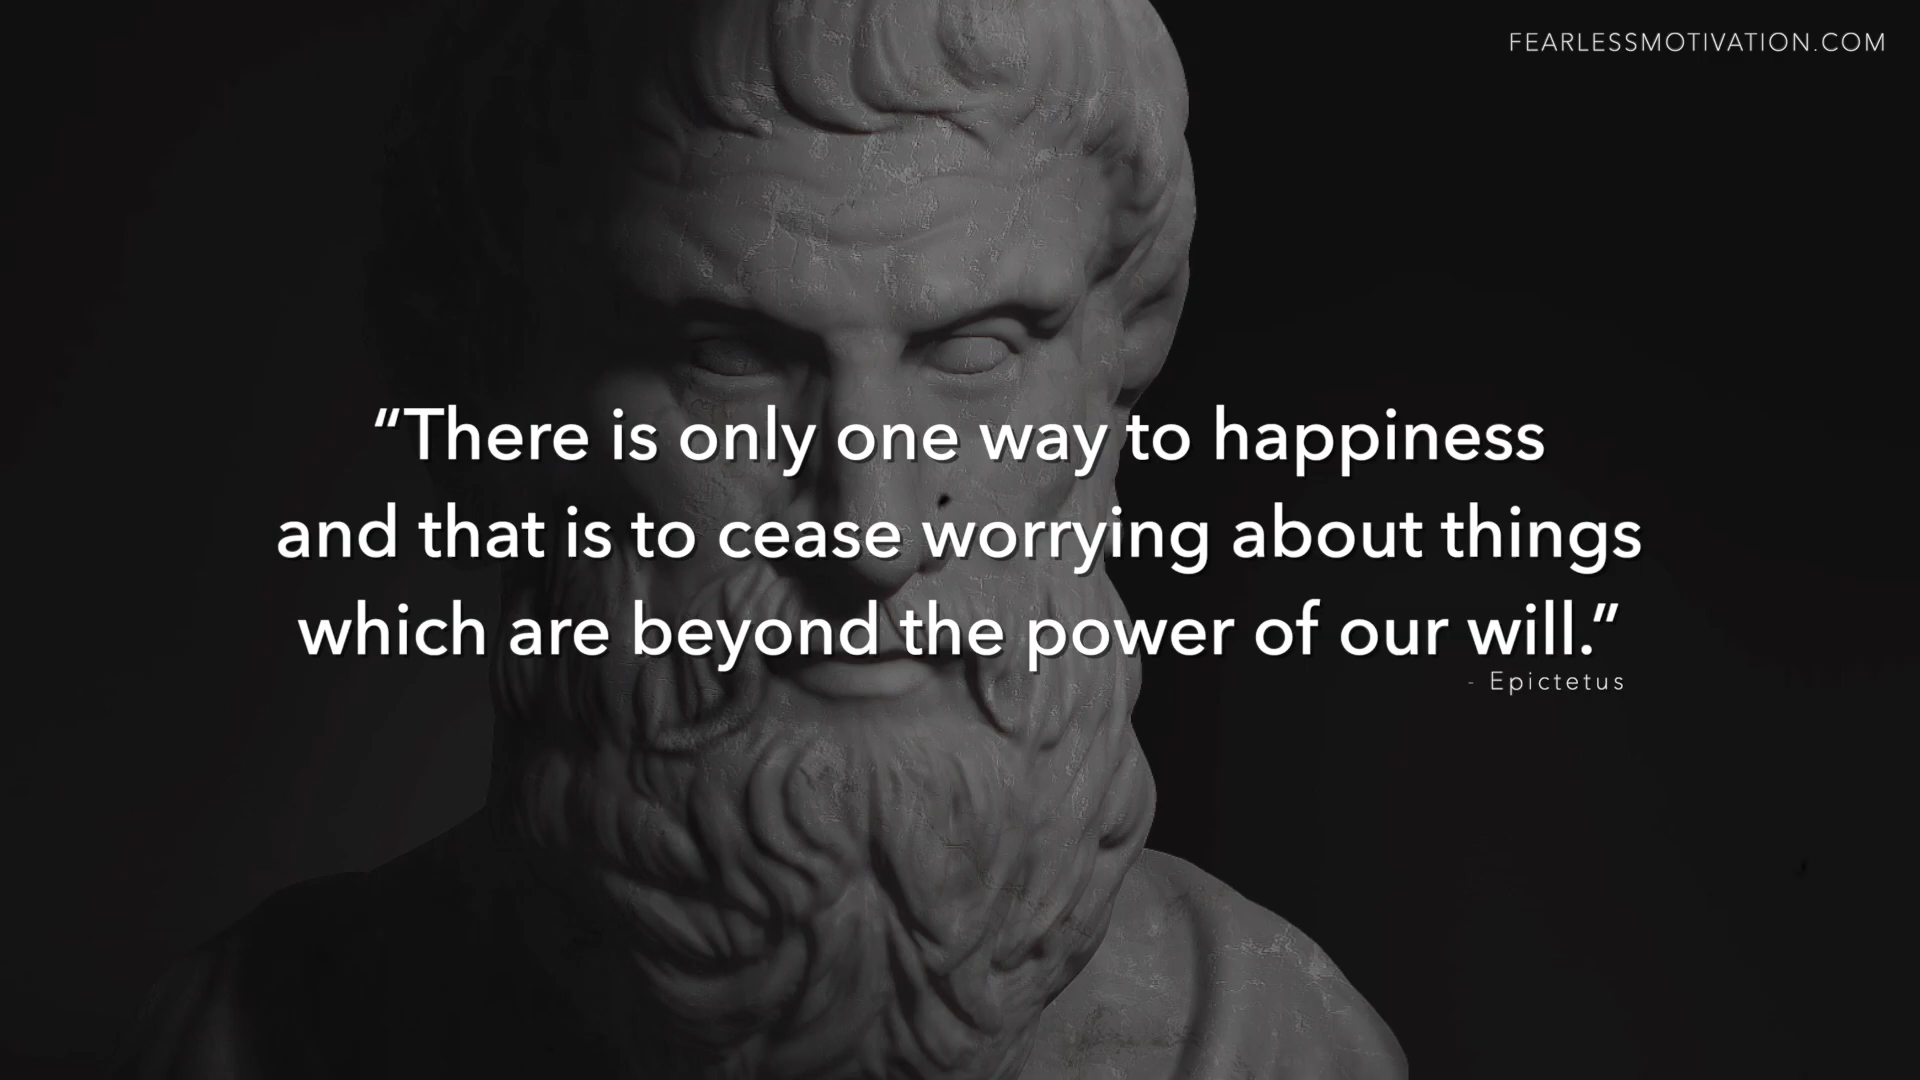 FEARLESSMOTIVATION.COM
“There is only one way to happiness
and that is to cease worrying about things
which are beyond the power of our will.”
- Epictetus